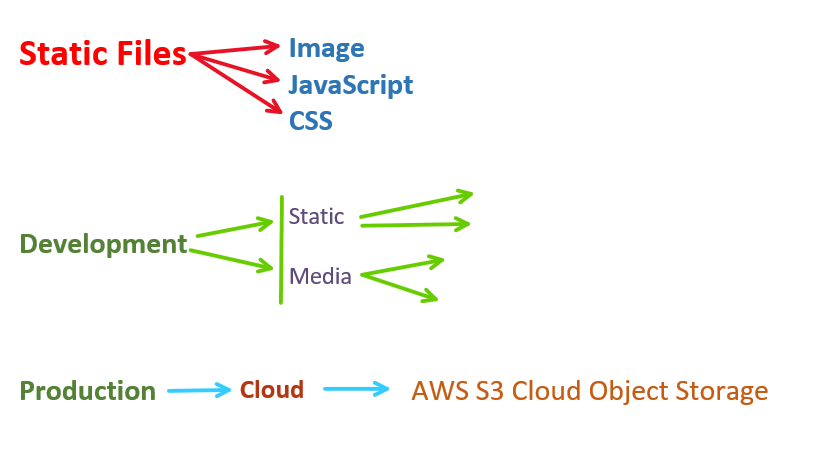 Static Files
Image
JavaScript
CSS
Development
Static
Media
Production Cloud AWS S3 Cloud Object Storage